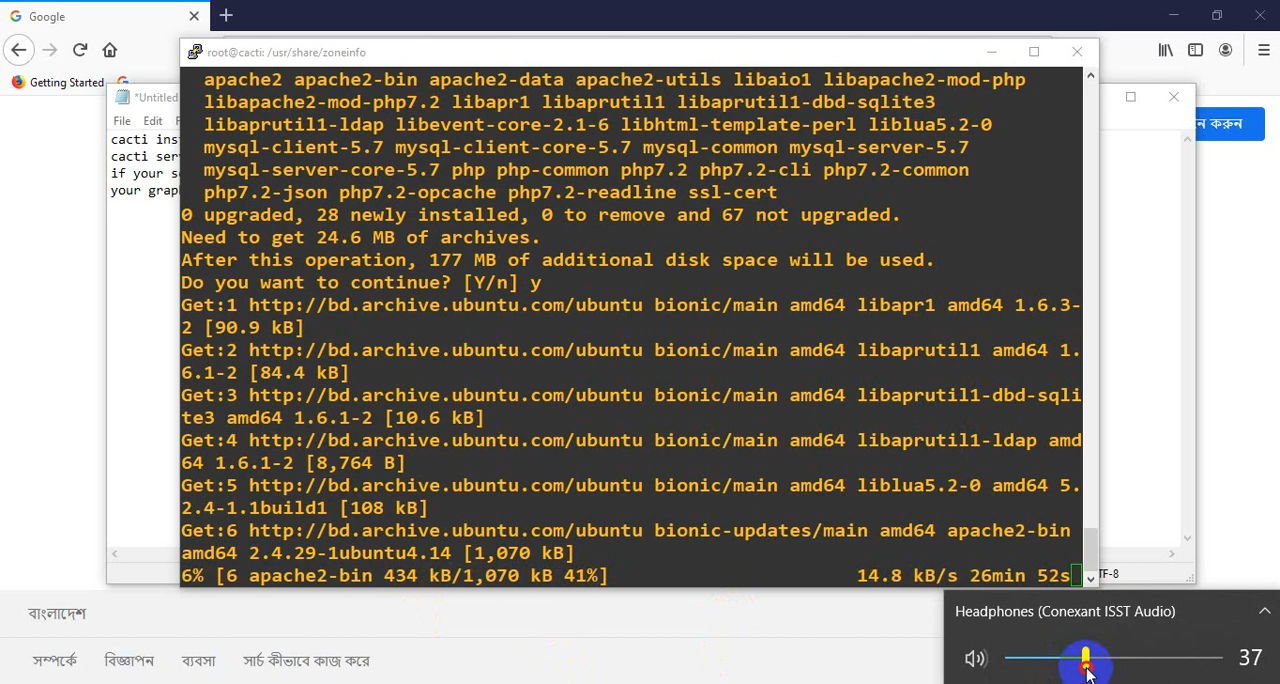 Google
root@cacti: /usr/share/zoneinfo
Getting Started
*Untitled
File Edit
cacti ins
cacti ser
if your s
your grap
ন করুন
apache2 apache2-bin apache2-data apache2-utils libaio1 libapache2-mod-php
libapache2-mod-php7.2 libapr1 libaprutil1 libaprutil1-dbd-sqlite3
libaprutil1-ldap libevent-core-2.1-6 libhtml-template-perl liblua5.2-0
mysql-client-5.7 mysql-client-core-5.7 mysql-common mysql-server-5.7
mysql-server-core-5.7 php php-common php7.2 php7.2-cli php7.2-common
php7.2-json php7.2-opcache php7.2-readline ssl-cert
0 upgraded, 28 newly installed, 0 to remove and 67 not upgraded.
Need to get 24.6 MB of archives.
After this operation, 177 MB of additional disk space will be used.
Do you want to continue? [Y/n] y
Get:1 http://bd.archive.ubuntu.com/ubuntu bionic/main amd64 libapr1 amd64 1.6.3-
2 [90.9 kB]
Get:2 http://bd.archive.ubuntu.com/ubuntu bionic/main amd64 libaprutil1 amd64 1.
6.1-2 [84.4 kB]
Get:3 http://bd.archive.ubuntu.com/ubuntu bionic/main amd64 libaprutil1-dbd-sqli
te3 amd64 1.6.1-2 [10.6 kB]
Get:4 http://bd.archive.ubuntu.com/ubuntu bionic/main amd64 libaprutil1-ldap amd
64 1.6.1-2 [8,764 B]
Get:5 http://bd.archive.ubuntu.com/ubuntu bionic/main amd64 liblua5.2-0 amd64 5.
2.4-1.1build1 [108 kB]
Get:6 http://bd.archive.ubuntu.com/ubuntu bionic-updates/main amd64 apache2-bin
amd64 2.4.29-1ubuntu4.14 [1,070 kB]
6% [6 apache2-bin 434 kB/1,070 kB 41%] 14.8 kB/s 26min 52s
TF-8
বাংলাদেশ
সম্পর্কে বিজ্ঞাপন ব্যবসা সার্চ কীভাবে কাজ করে
Headphones (Conexant ISST Audio)
37